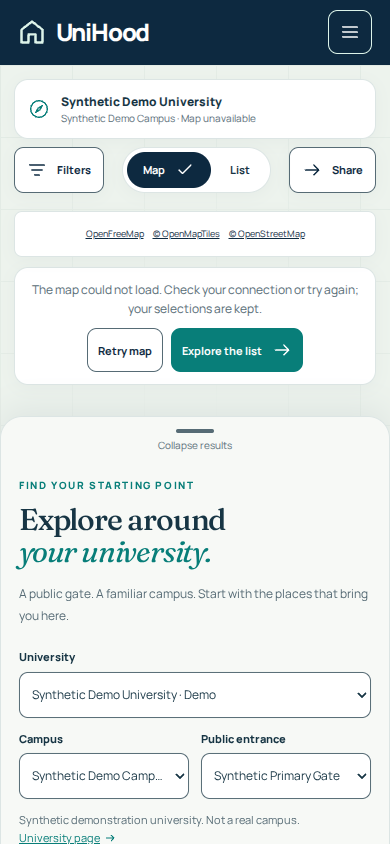 UniHood
Synthetic Demo University
Synthetic Demo Campus · Map unavailable
Filters
Map
List
Share
OpenFreeMap © OpenMapTiles © OpenStreetMap
The map could not load. Check your connection or try again;
your selections are kept.
Retry map
Explore the list
Collapse results
FIND YOUR STARTING POINT
Explore around
your university.
A public gate. A familiar campus. Start with the places that bring
you here.
University
Synthetic Demo University · Demo
Campus
Public entrance
Synthetic Demo Camp...
Synthetic Primary Gate
Synthetic demonstration university. Not a real campus.
University page →